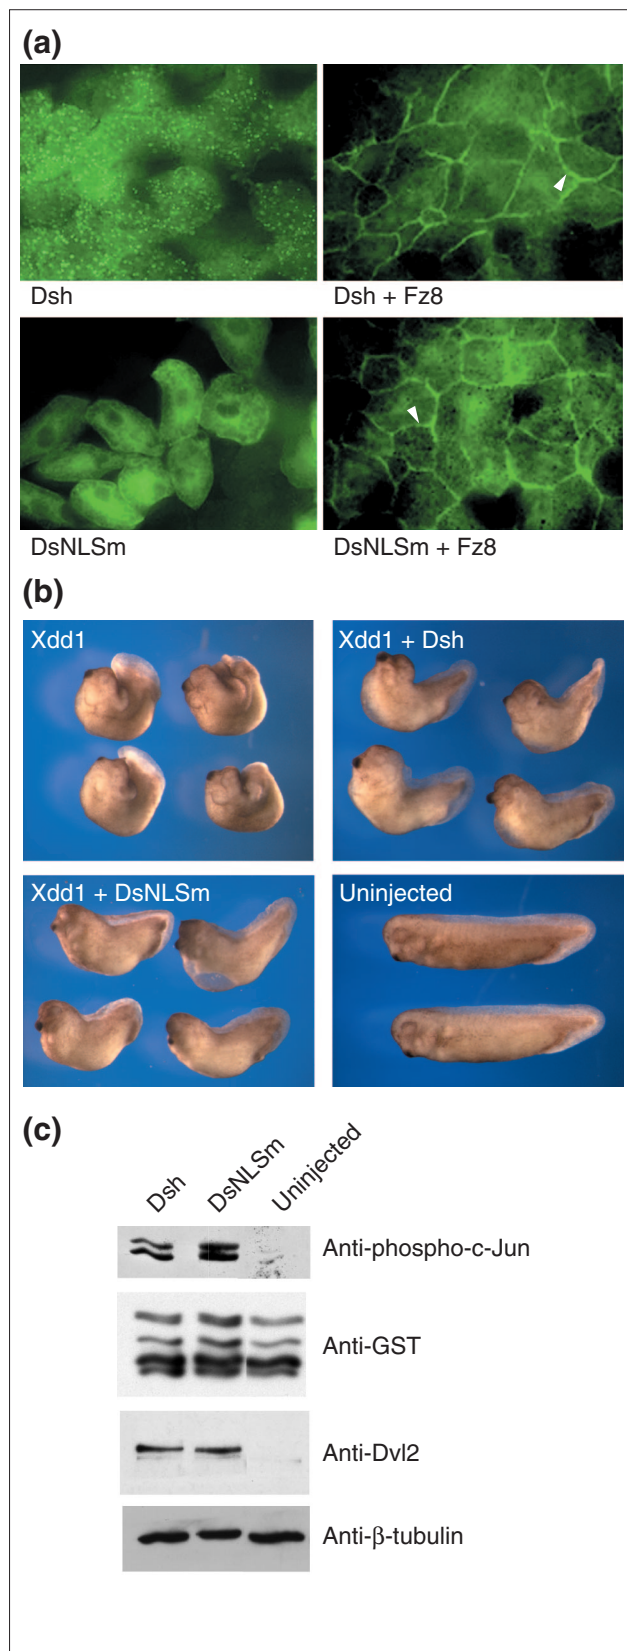 (a)
Dsh
Dsh + Fz8
DsNLSm
DsNLSm + Fz8
(b)
Xdd1
Xdd1 + Dsh
Xdd1 + DsNLSm
Uninjected
(c)
Dsh
DsNLSm
Uninjected
Anti-phospho-c-Jun
Anti-GST
Anti-Dvl2
Anti-β-tubulin